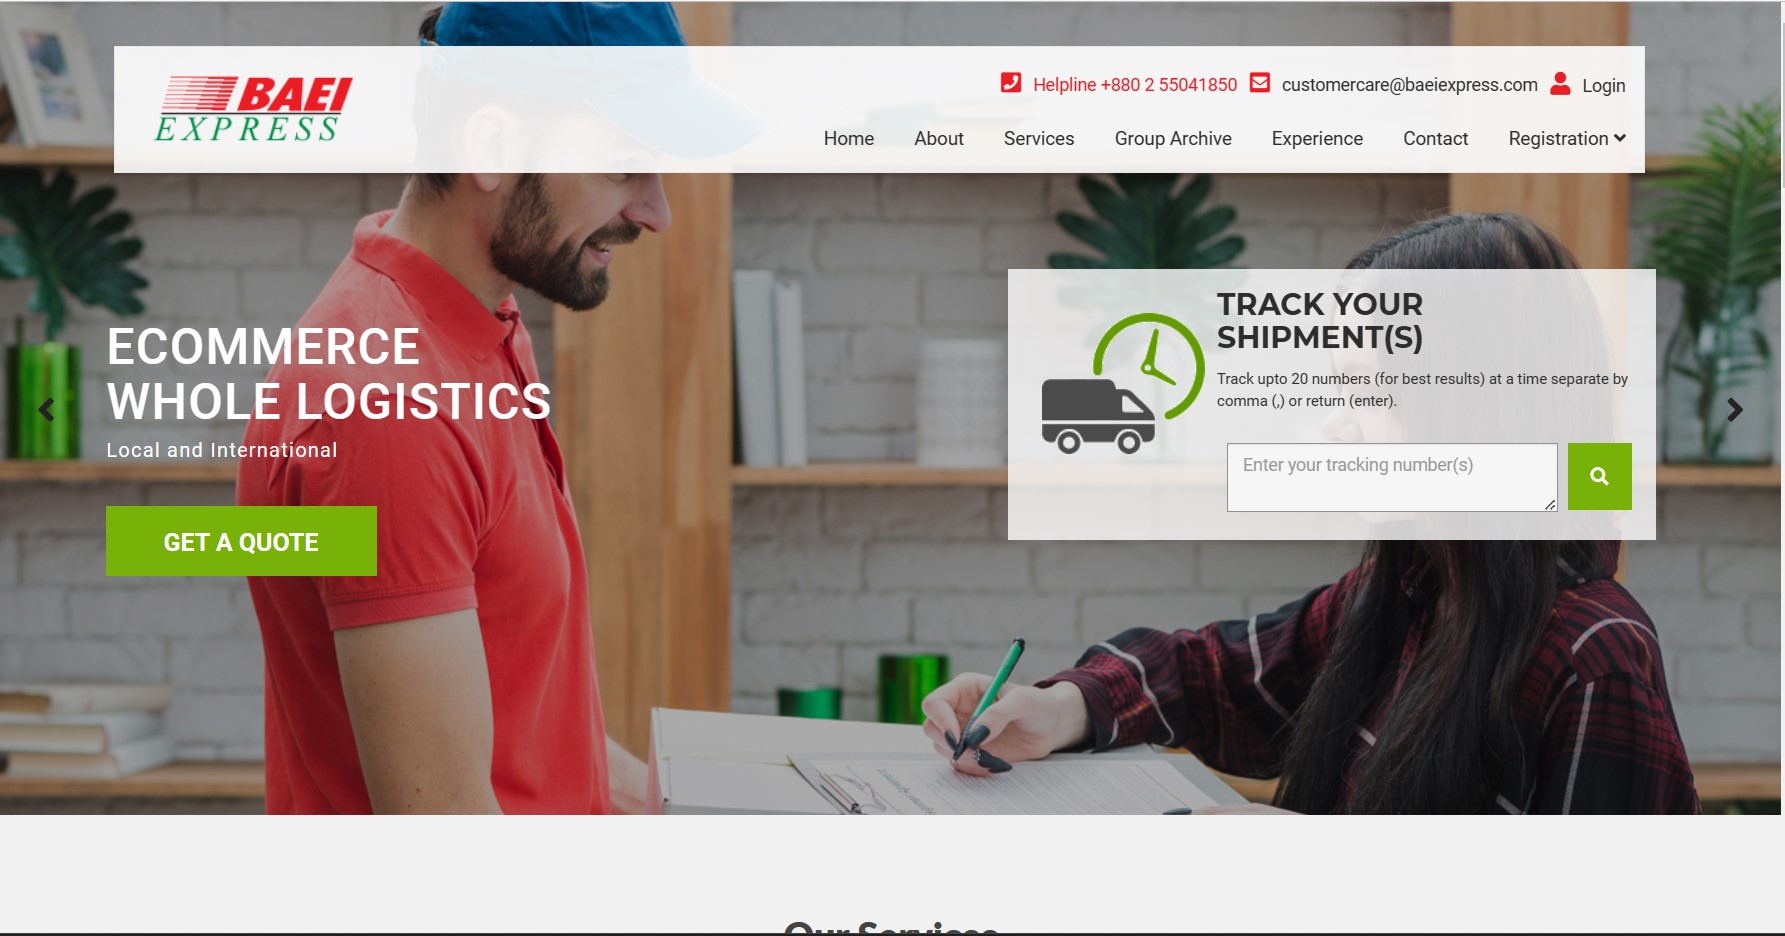 BAEI
EXPRESS
Helpline +880 2 55041850
customercare@baeiexpress.com
Login
Home
About
Services
Group Archive
Experience
Contact
Registration
ECOMMERCE
WHOLE LOGISTICS
Local and International
GET A QUOTE
TRACK YOUR
SHIPMENT(S)
Track upto 20 numbers (for best results) at a time separate by
comma (,) or return (enter).
Enter your tracking number(s)
Our Services